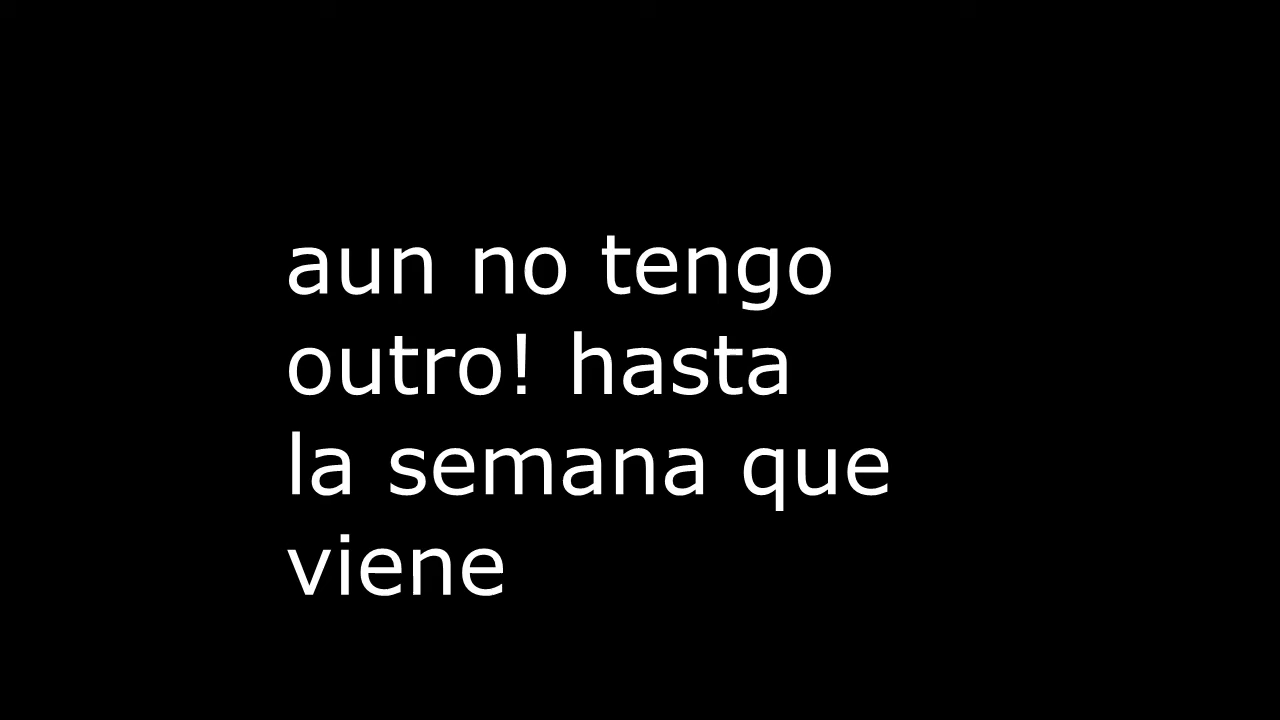 aun no tengo
outro! hasta
la semana que
viene